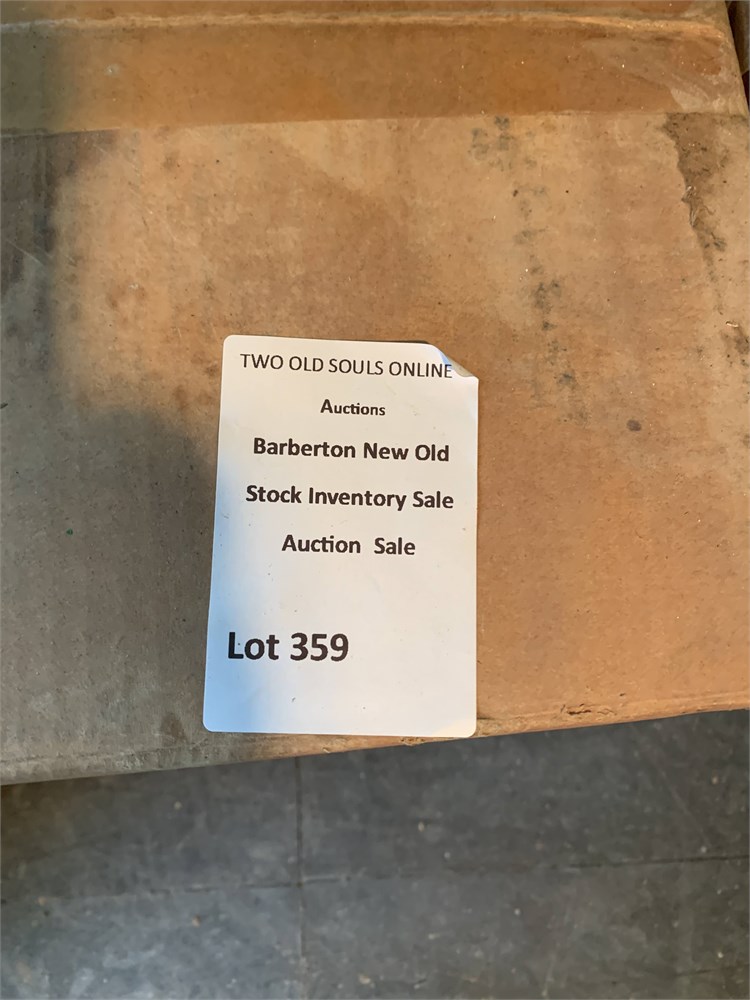 TWO OLD SOULS ONLINE
Auctions
Barberton New Old
Stock Inventory Sale
Auction Sale
Lot 359